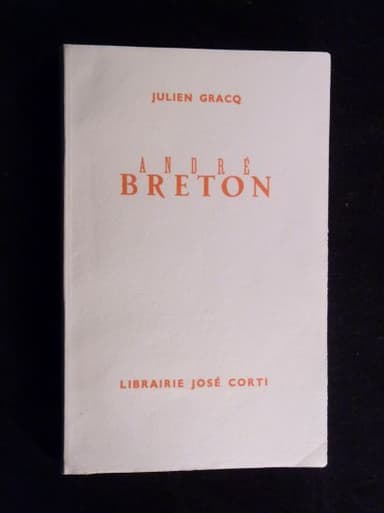 JULIEN GRACQ
ANDRÉ
BRETON
LIBRAIRIE JOSÉ CORTI